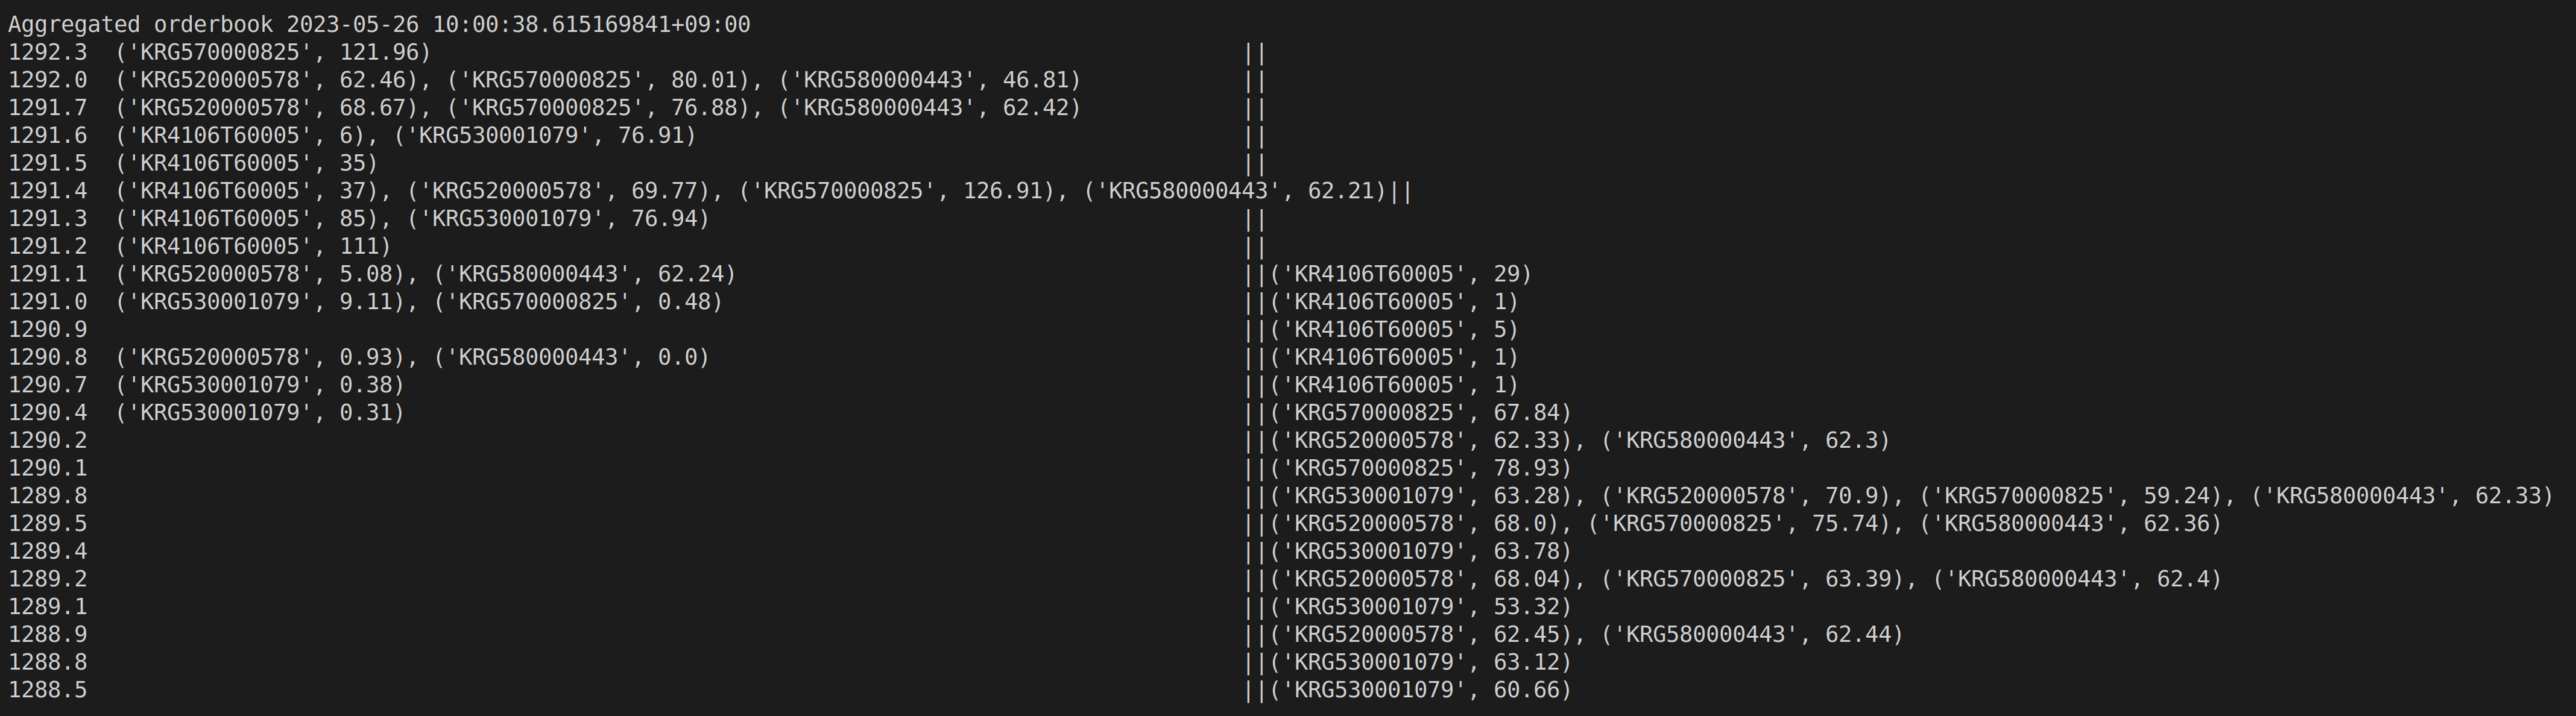 Aggregated orderbook 2023-05-26 10:00:38.615169841+09:00
1292.3  ('KRG570000825', 121.96)                                                             ||
1292.0  ('KRG520000578', 62.46), ('KRG570000825', 80.01), ('KRG580000443', 46.81)            ||
1291.7  ('KRG520000578', 68.67), ('KRG570000825', 76.88), ('KRG580000443', 62.42)            ||
1291.6  ('KR4106T60005', 6), ('KRG530001079', 76.91)                                         ||
1291.5  ('KR4106T60005', 35)                                                                 ||
1291.4  ('KR4106T60005', 37), ('KRG520000578', 69.77), ('KRG570000825', 126.91), ('KRG580000443', 62.21)||
1291.3  ('KR4106T60005', 85), ('KRG530001079', 76.94)                                        ||
1291.2  ('KR4106T60005', 111)                                                                ||
1291.1  ('KRG520000578', 5.08), ('KRG580000443', 62.24)                                      ||('KR4106T60005', 29)
1291.0  ('KRG530001079', 9.11), ('KRG570000825', 0.48)                                       ||('KR4106T60005', 1)
1290.9                                                                                       ||('KR4106T60005', 5)
1290.8  ('KRG520000578', 0.93), ('KRG580000443', 0.0)                                        ||('KR4106T60005', 1)
1290.7  ('KRG530001079', 0.38)                                                               ||('KR4106T60005', 1)
1290.4  ('KRG530001079', 0.31)                                                               ||('KRG570000825', 67.84)
1290.2                                                                                       ||('KRG520000578', 62.33), ('KRG580000443', 62.3)
1290.1                                                                                       ||('KRG570000825', 78.93)
1289.8                                                                                       ||('KRG530001079', 63.28), ('KRG520000578', 70.9), ('KRG570000825', 59.24), ('KRG580000443', 62.33)
1289.5                                                                                       ||('KRG520000578', 68.0), ('KRG570000825', 75.74), ('KRG580000443', 62.36)
1289.4                                                                                       ||('KRG530001079', 63.78)
1289.2                                                                                       ||('KRG520000578', 68.04), ('KRG570000825', 63.39), ('KRG580000443', 62.4)
1289.1                                                                                       ||('KRG530001079', 53.32)
1288.9                                                                                       ||('KRG520000578', 62.45), ('KRG580000443', 62.44)
1288.8                                                                                       ||('KRG530001079', 63.12)
1288.5                                                                                       ||('KRG530001079', 60.66)